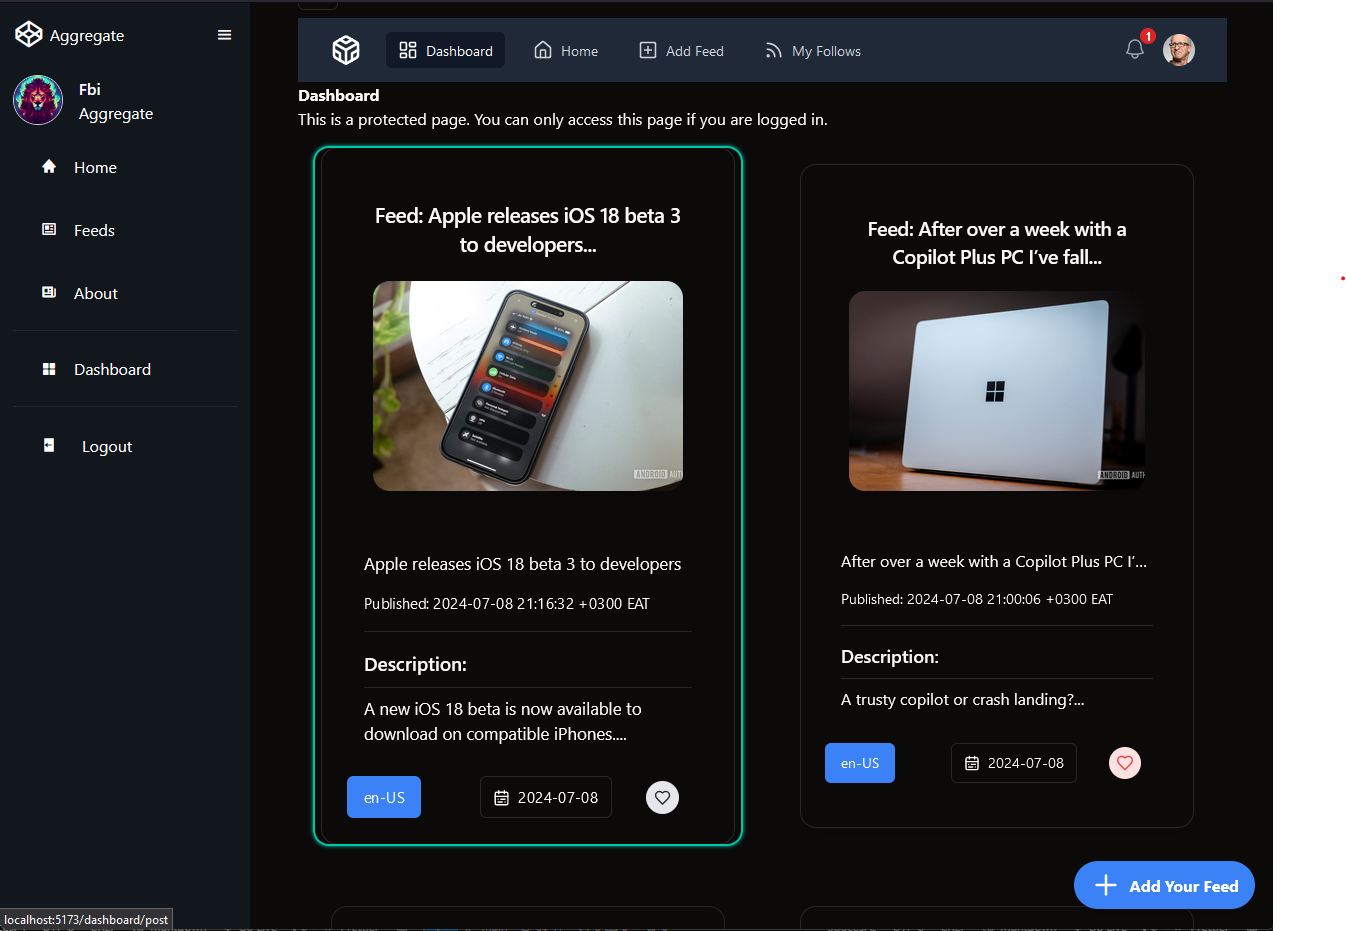 Aggregate
Fbi
Aggregate
Home
Feeds
About
Dashboard
Logout
Dashboard
Home
Add Feed
My Follows
1
Dashboard
This is a protected page. You can only access this page if you are logged in.
Feed: Apple releases iOS 18 beta 3
to developers...
ANDROID AUTH
Apple releases iOS 18 beta 3 to developers
Published: 2024-07-08 21:16:32 +0300 EAT
Description:
A new iOS 18 beta is now available to
download on compatible iPhones....
en-US
2024-07-08
Feed: After over a week with a
Copilot Plus PC I’ve fall...
ANDROID AUTH
After over a week with a Copilot Plus PC I’...
Published: 2024-07-08 21:00:06 +0300 EAT
Description:
A trusty copilot or crash landing?...
en-US
2024-07-08
Add Your Feed
localhost:5173/dashboard/post